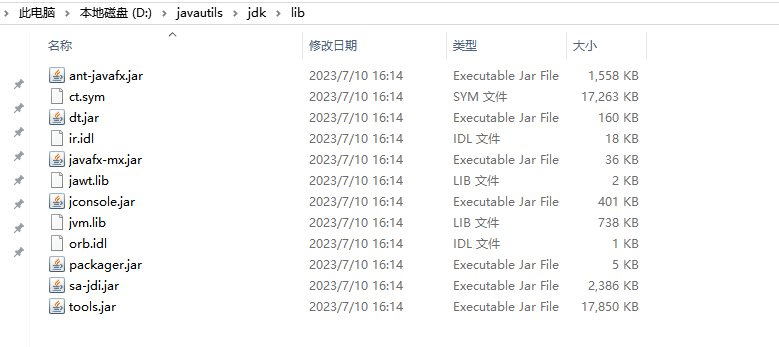 此电脑 > 本地磁盘 (D:) > javautils > jdk > lib
名称 修改日期 类型 大小
ant-javafx.jar 2023/7/10 16:14 Executable Jar File 1,558 KB
ct.sym 2023/7/10 16:14 SYM 文件 17,263 KB
dt.jar 2023/7/10 16:14 Executable Jar File 160 KB
ir.idl 2023/7/10 16:14 IDL 文件 18 KB
javafx-mx.jar 2023/7/10 16:14 Executable Jar File 36 KB
jawt.lib 2023/7/10 16:14 LIB 文件 2 KB
jconsole.jar 2023/7/10 16:14 Executable Jar File 401 KB
jvm.lib 2023/7/10 16:14 LIB 文件 738 KB
orb.idl 2023/7/10 16:14 IDL 文件 1 KB
packager.jar 2023/7/10 16:14 Executable Jar File 5 KB
sa-jdi.jar 2023/7/10 16:14 Executable Jar File 2,386 KB
tools.jar 2023/7/10 16:14 Executable Jar File 17,850 KB